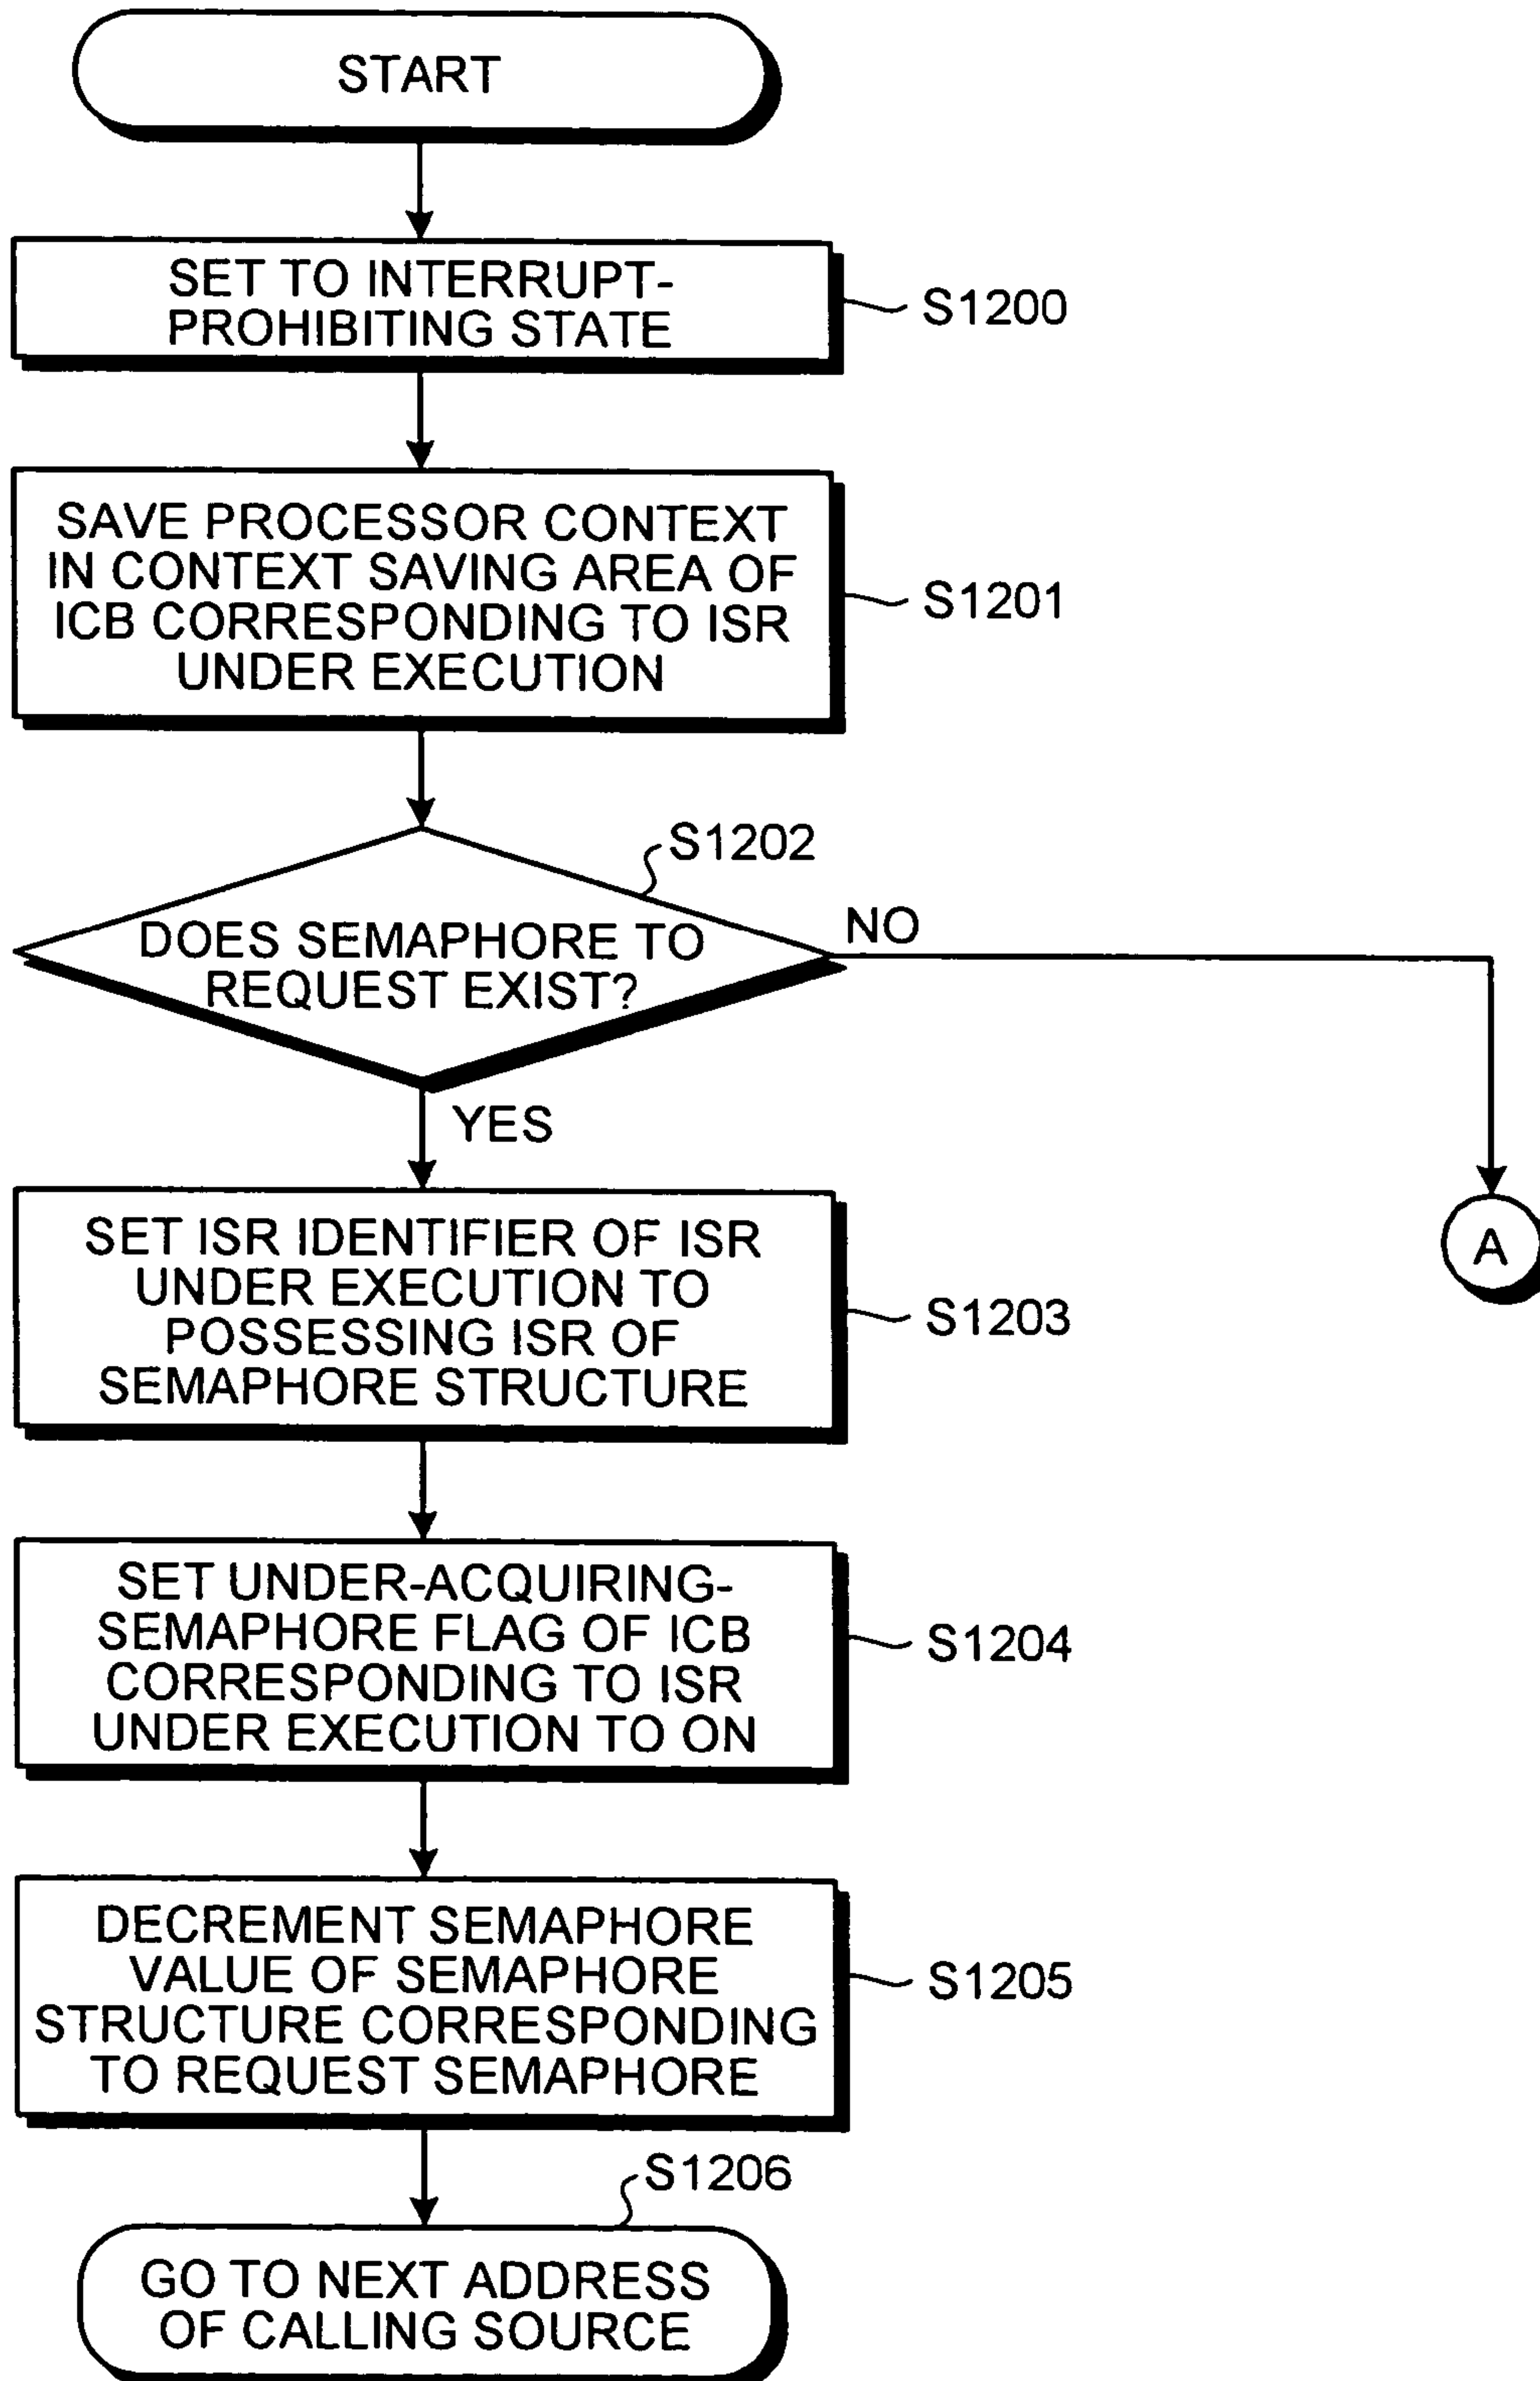 START
SET TO INTERRUPT-
PROHIBITING STATE
S1200
SAVE PROCESSOR CONTEXT
IN CONTEXT SAVING AREA OF
ICB CORRESPONDING TO ISR
UNDER EXECUTION
S1201
S1202
DOES SEMAPHORE TO
REQUEST EXIST?
NO
YES
A
SET ISR IDENTIFIER OF ISR
UNDER EXECUTION TO
POSSESSING ISR OF
SEMAPHORE STRUCTURE
S1203
SET UNDER-ACQUIRING-
SEMAPHORE FLAG OF ICB
CORRESPONDING TO ISR
UNDER EXECUTION TO ON
S1204
DECREMENT SEMAPHORE
VALUE OF SEMAPHORE
STRUCTURE CORRESPONDING
TO REQUEST SEMAPHORE
S1205
S1206
GO TO NEXT ADDRESS
OF CALLING SOURCE